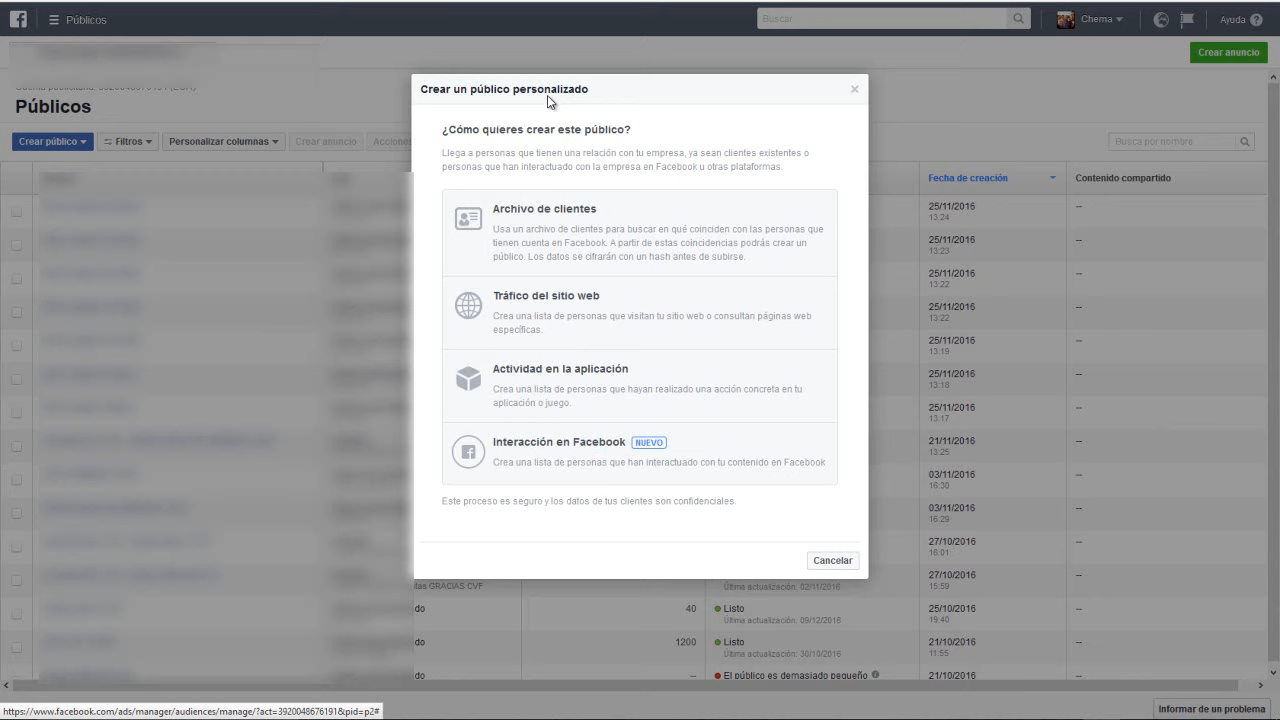 Públicos
Buscar
Chema
Ayuda
Crear anuncio
Públicos
Crear público
Filtros
Personalizar columnas
Crear anuncio
Acciones
Busca por nombre
Crear un público personalizado
¿Cómo quieres crear este público?
Llega a personas que tienen una relación con tu empresa, ya sean clientes existentes o
personas que han interactuado con la empresa en Facebook u otras plataformas.
Archivo de clientes
Usa un archivo de clientes para buscar en qué coinciden con las personas que
tienen cuenta en Facebook. A partir de estas coincidencias podrás crear un
público. Los datos se cifrarán con un hash antes de subirse.
Tráfico del sitio web
Crea una lista de personas que visitan tu sitio web o consultan páginas web
específicas.
Actividad en la aplicación
Crea una lista de personas que hayan realizado una acción concreta en tu
aplicación o juego.
Interacción en Facebook NUEVO
Crea una lista de personas que han interactuado con tu contenido en Facebook
Este proceso es seguro y los datos de tus clientes son confidenciales.
Cancelar
Fecha de creación
Contenido compartido
25/11/2016 --
13:24
25/11/2016 --
13:23
25/11/2016 --
13:22
25/11/2016 --
13:22
25/11/2016 --
13:19
25/11/2016 --
13:18
25/11/2016 --
13:17
21/11/2016 --
13:25
03/11/2016 --
16:30
03/11/2016 --
16:29
27/10/2016 --
16:01
27/10/2016 --
GRACIAS CVF Última actualización: 02/11/2016 15:59
do 40 Listo 25/10/2016 --
Última actualización: 09/12/2016 19:40
do 1200 Listo 21/10/2016 --
Última actualización: 30/10/2016 11:55
do -- El público es demasiado pequeño 21/10/2016 --
https://www.facebook.com/ads/manager/audiences/manage/?act=3920048676191&pid=p2#
Informar de un problema